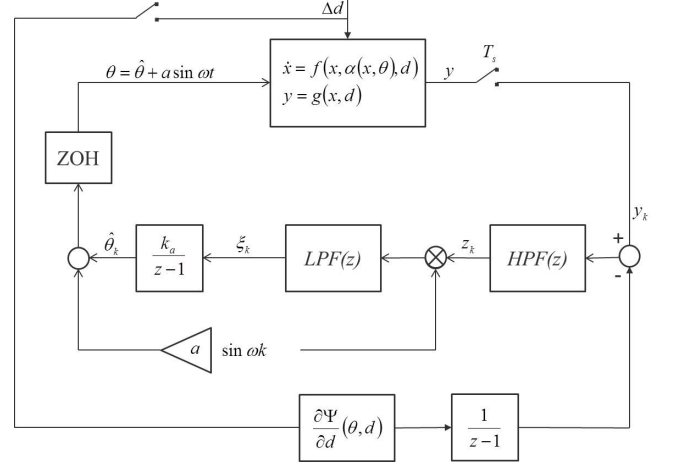 Δd
θ = θ̂ + a sin ωt
ẋ = f(x, α(x, θ), d)
y = g(x, d)
y
T_s
ZOH
y_k
+
-
θ̂_k
k_a
z − 1
ξ_k
LPF(z)
z_k
HPF(z)
a
sin ωk
∂Ψ
∂d
(θ, d)
1
z − 1